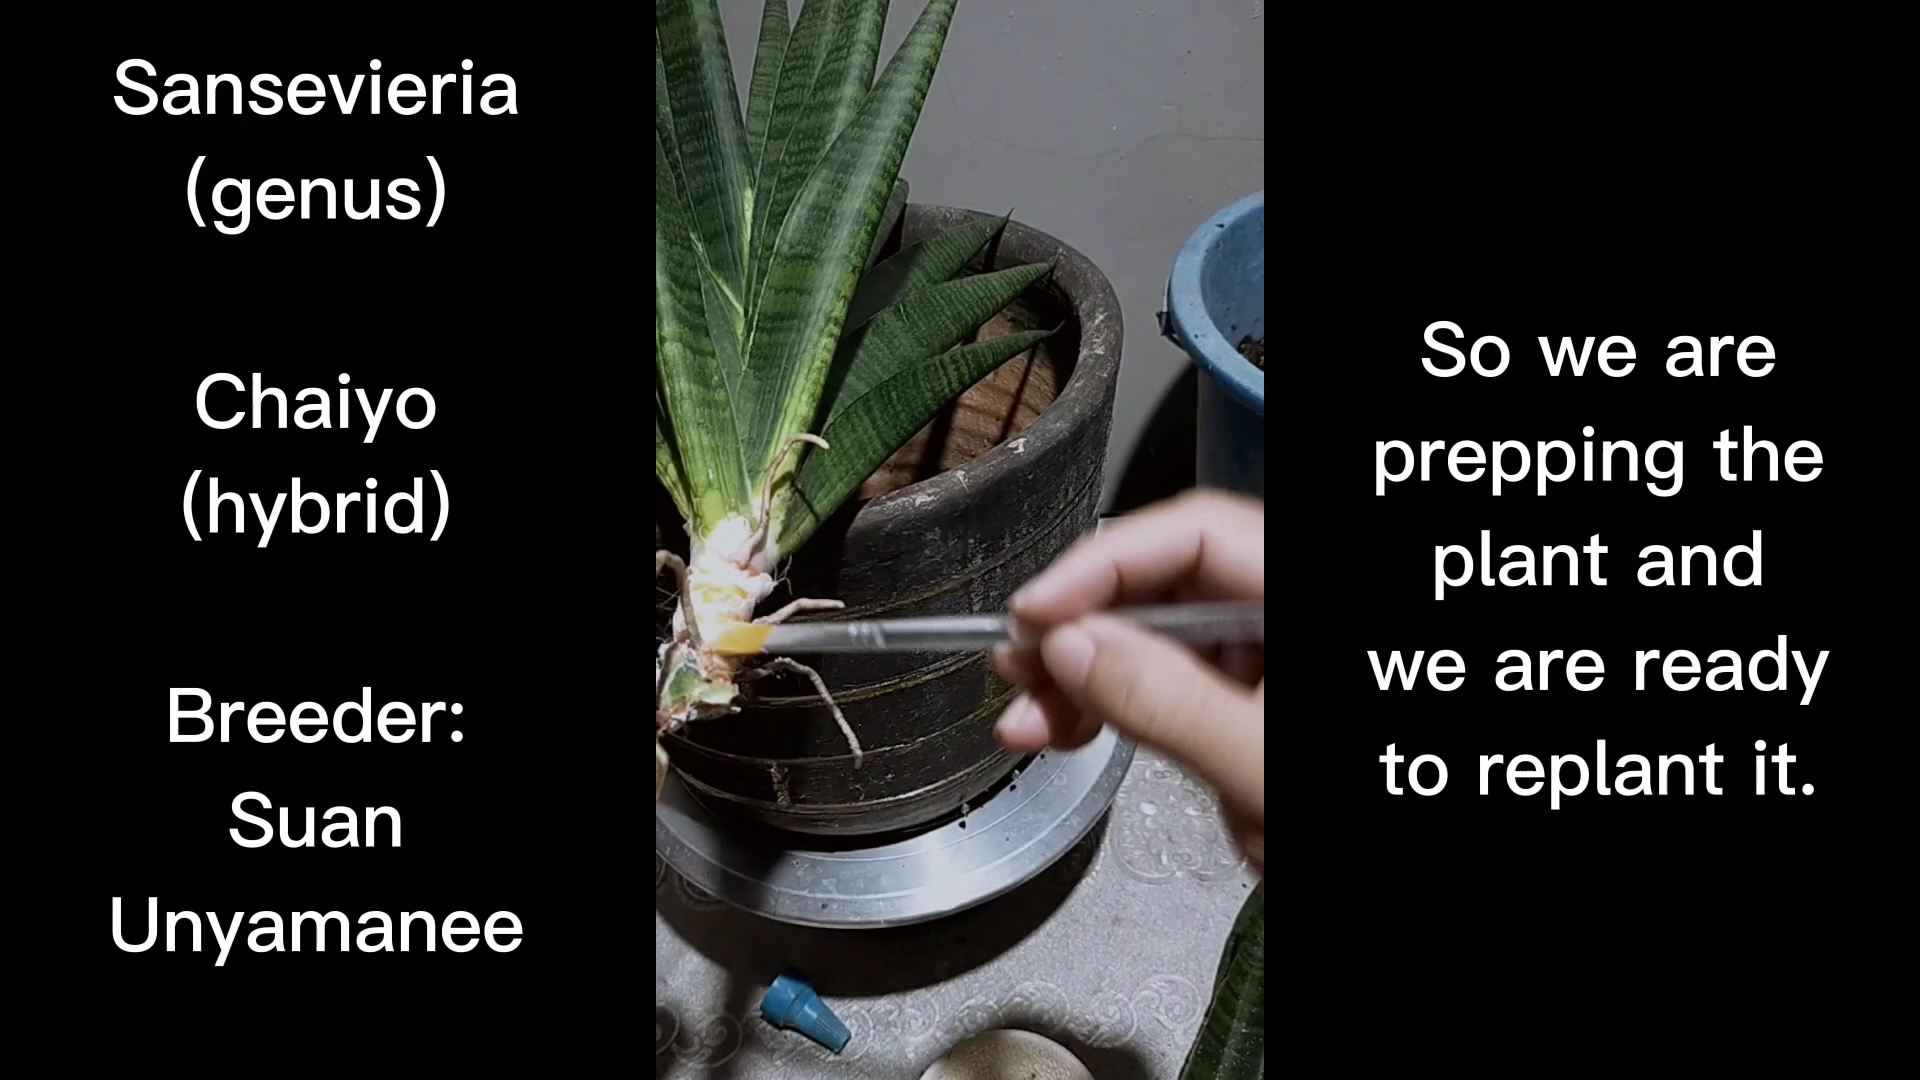 Sansevieria
(genus)
Chaiyo
(hybrid)
Breeder:
Suan
Unyamanee
So we are
prepping the
plant and
we are ready
to replant it.